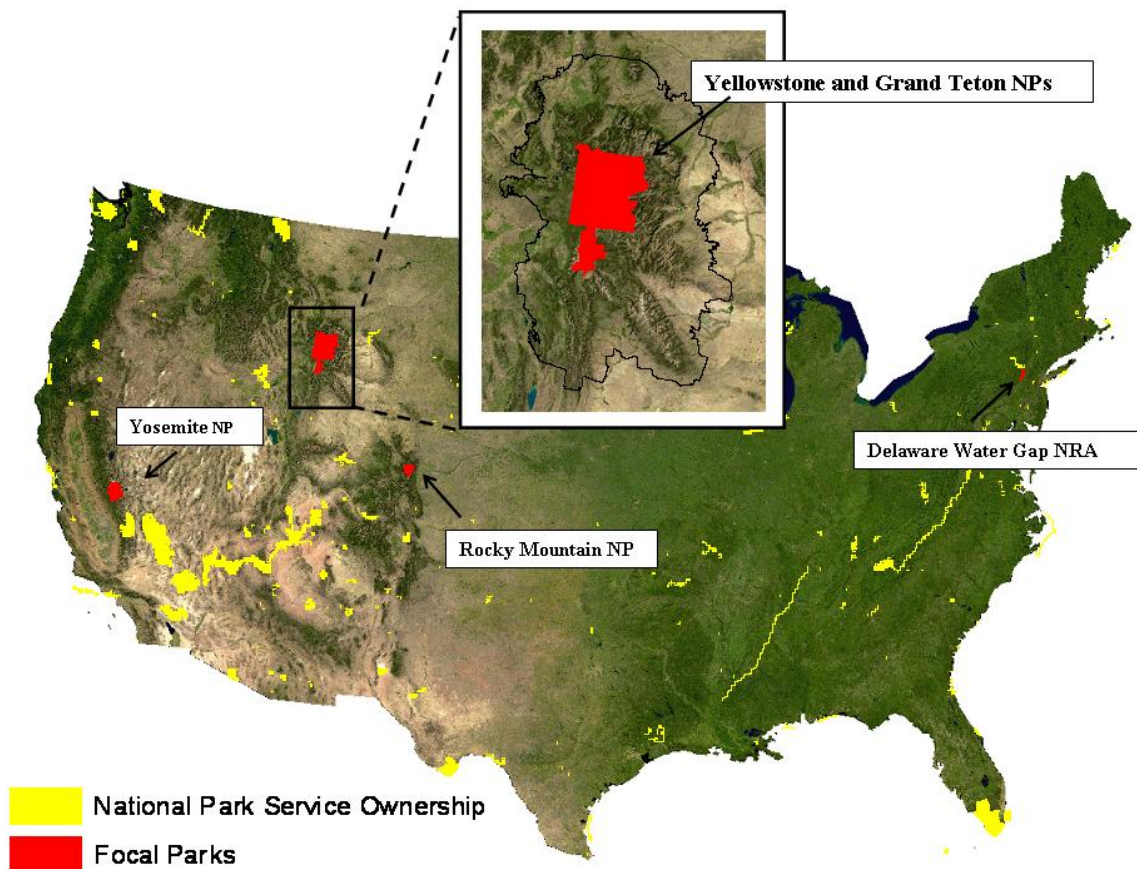 Yellowstone and Grand Teton NPs
Yosemite NP
Delaware Water Gap NRA
Rocky Mountain NP
National Park Service Ownership
Focal Parks